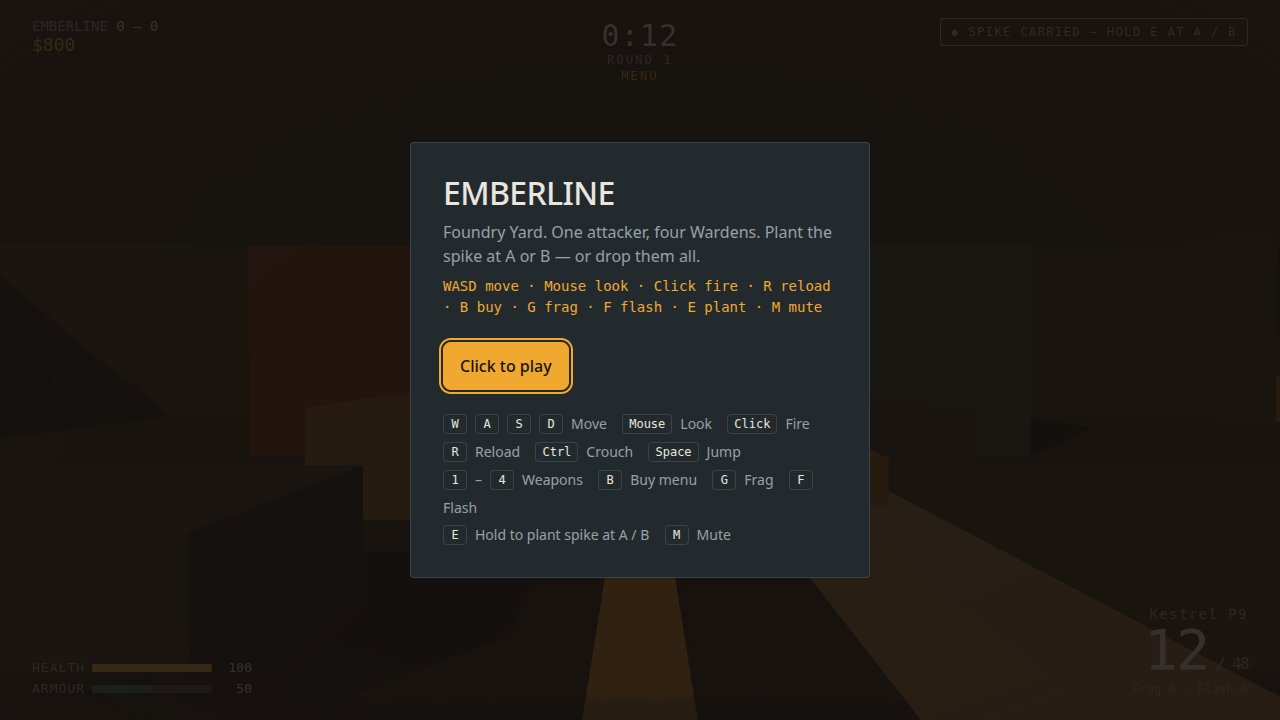 EMBERLINE 0 — 0
$800
0:12
ROUND 1
MENU
◆ SPIKE CARRIED — HOLD E AT A / B
EMBERLINE
Foundry Yard. One attacker, four Wardens. Plant the
spike at A or B — or drop them all.
WASD move · Mouse look · Click fire · R reload
· B buy · G frag · F flash · E plant · M mute
Click to play
W A S D Move Mouse Look Click Fire
R Reload Ctrl Crouch Space Jump
1 – 4 Weapons B Buy menu G Frag F
Flash
E Hold to plant spike at A / B M Mute
HEALTH 100
ARMOUR 50
Kestrel P9
12 / 48
Frag 0 · Flash 0